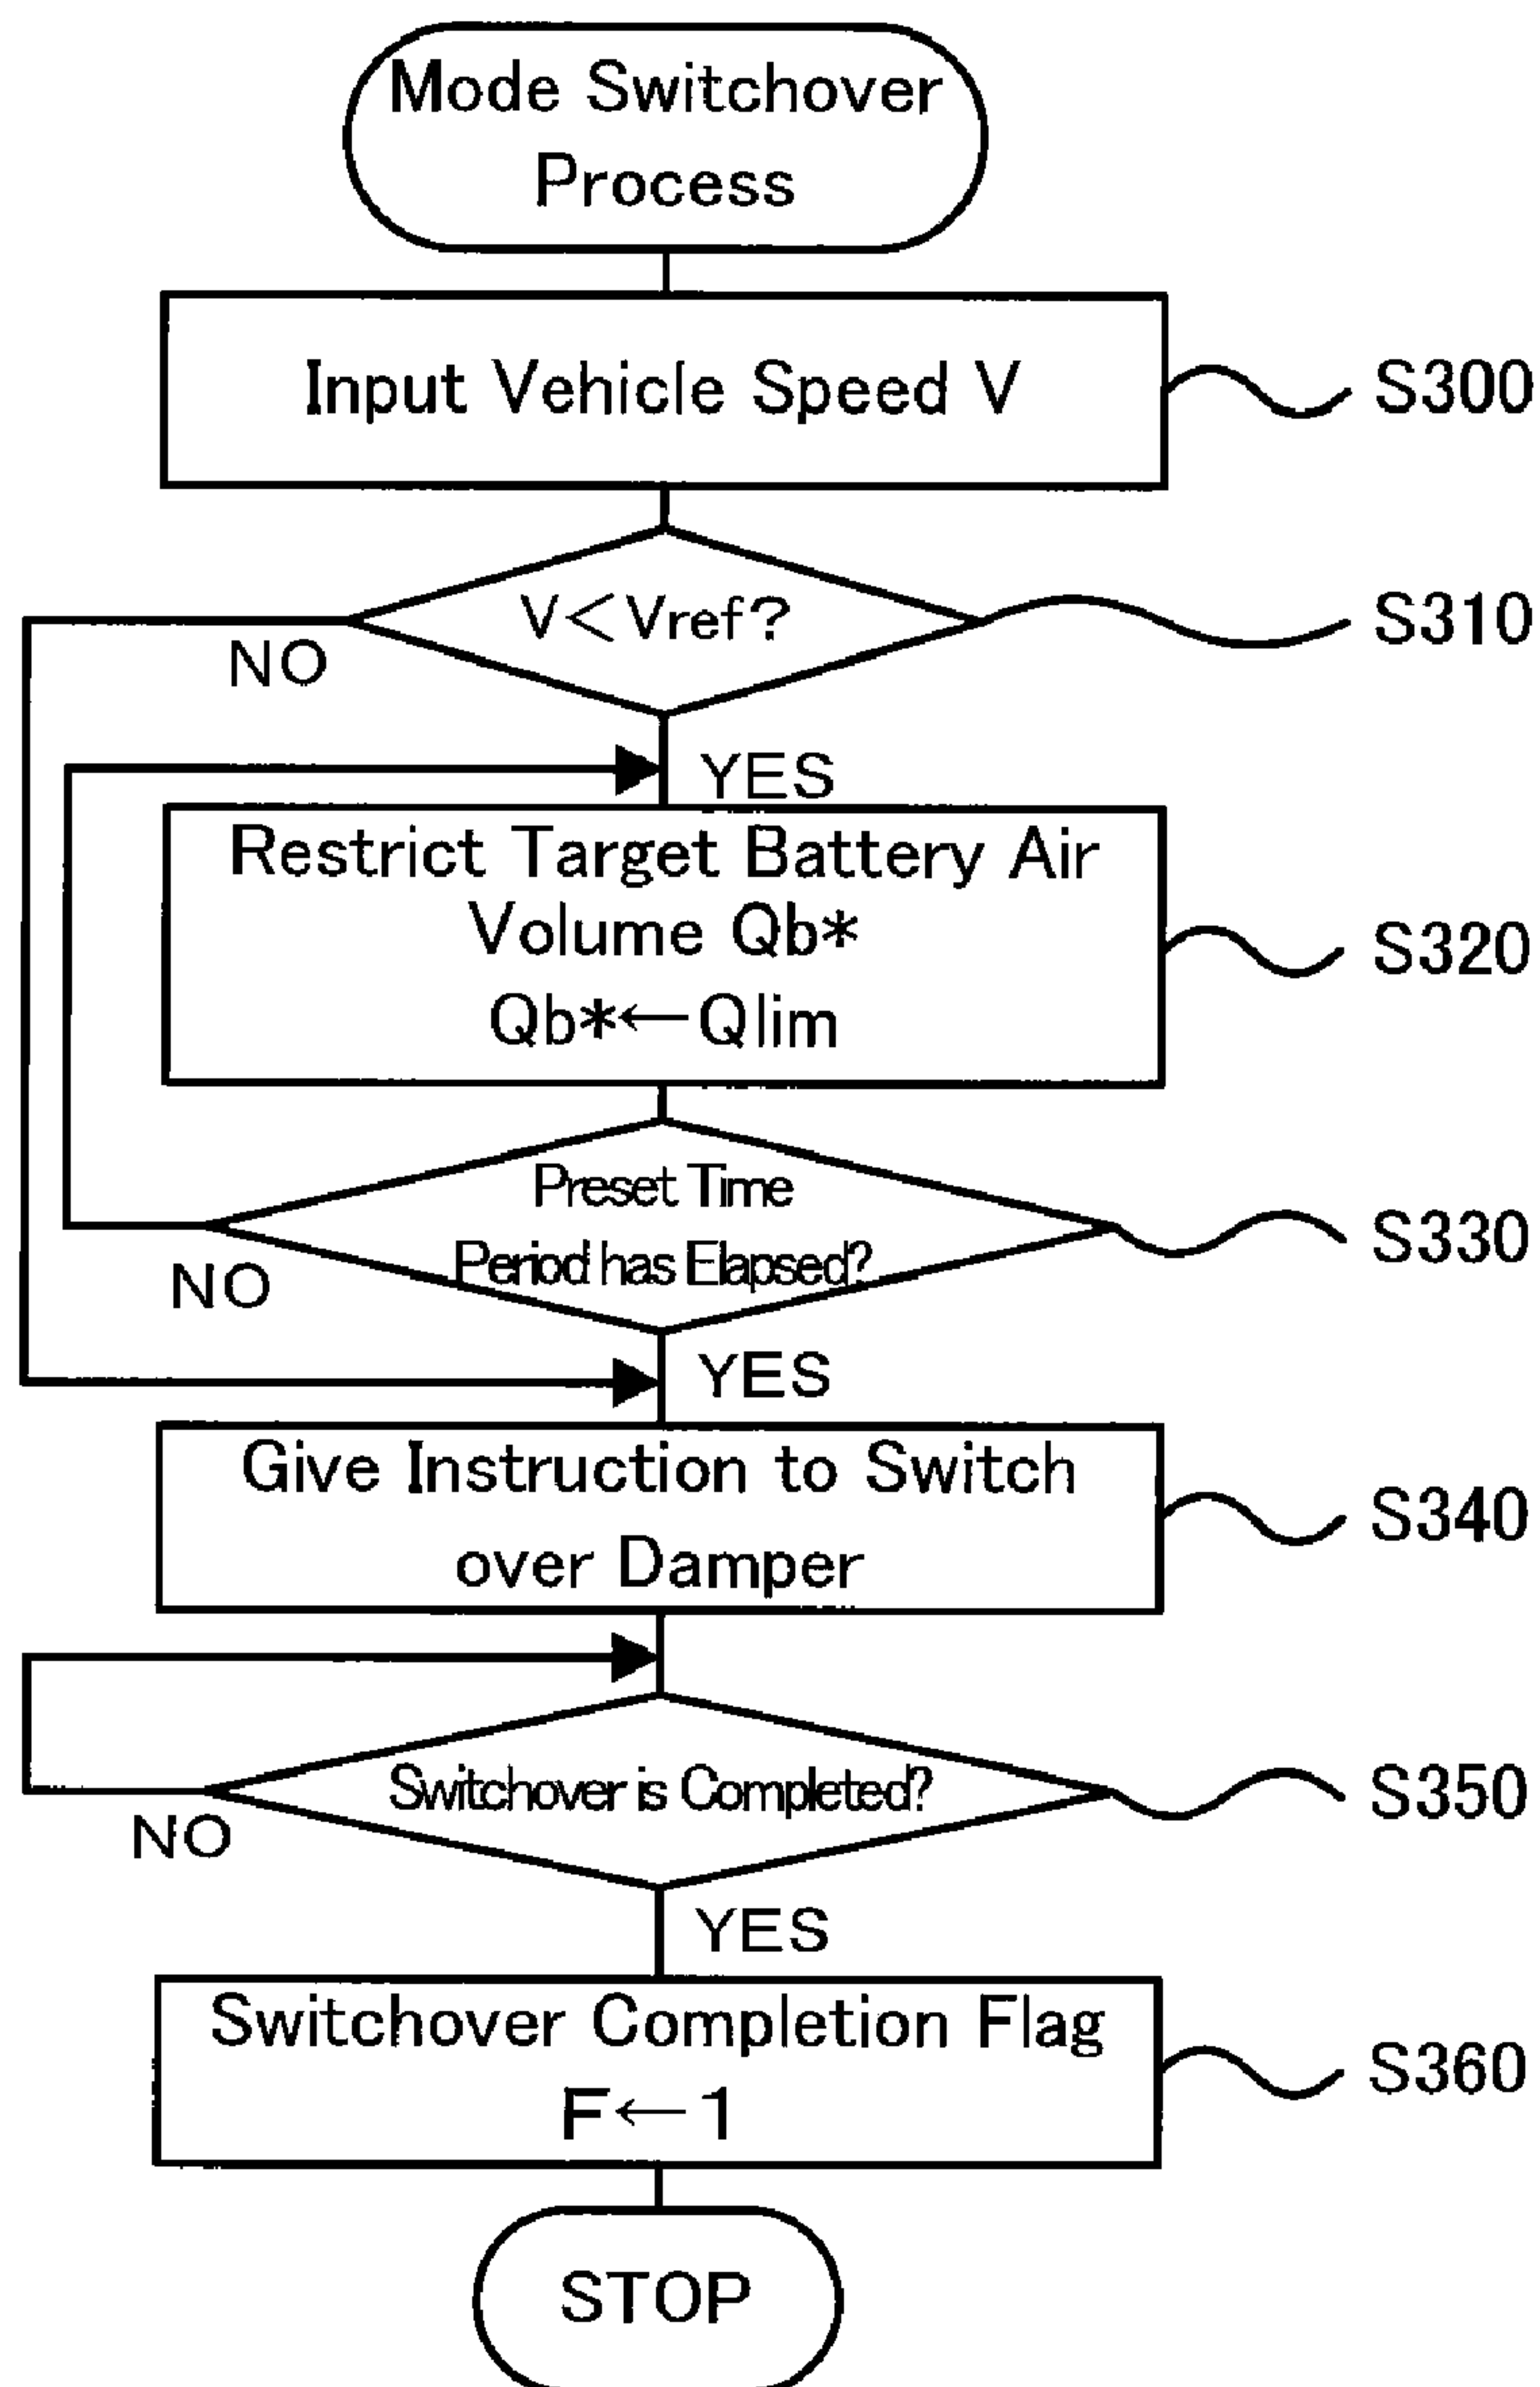 Mode Switchover
Process
Input Vehicle Speed V
S300
V<Vref?
S310
NO
YES
Restrict Target Battery Air
Volume Qb*
Qb*←Qlim
S320
Preset Time
Period has Elapsed?
S330
NO
YES
Give Instruction to Switch
over Damper
S340
Switchover is Completed?
S350
NO
YES
Switchover Completion Flag
F←1
S360
STOP